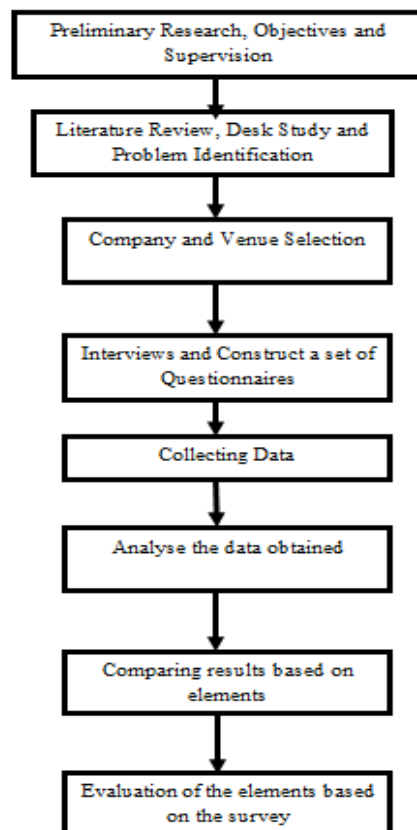 Preliminary Research, Objectives and
Supervision
Literature Review, Desk Study and
Problem Identification
Company and Venue Selection
Interviews and Construct a set of
Questionnaires
Collecting Data
Analyse the data obtained
Comparing results based on
elements
Evaluation of the elements based
on the survey